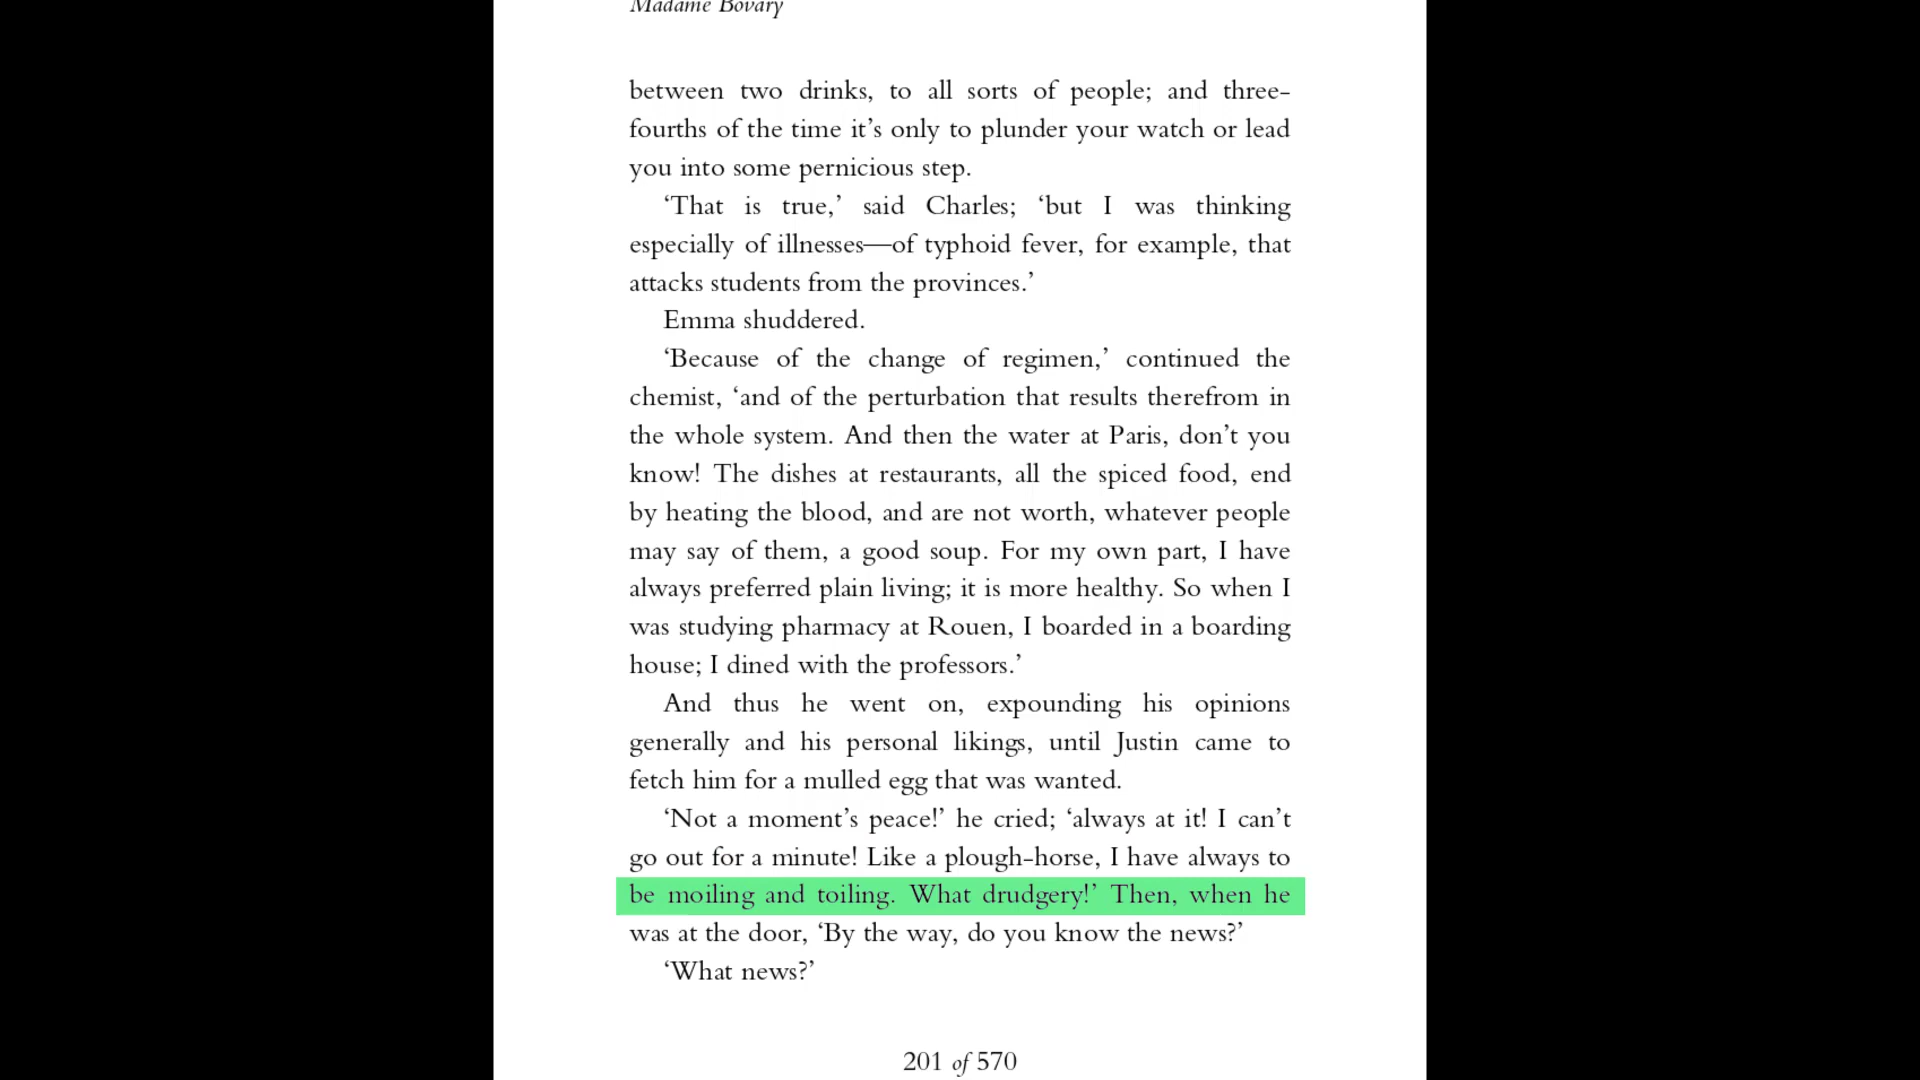 Madame Bovary
between two drinks, to all sorts of people; and three-
fourths of the time it’s only to plunder your watch or lead
you into some pernicious step.
‘That is true,’ said Charles; ‘but I was thinking
especially of illnesses—of typhoid fever, for example, that
attacks students from the provinces.’
Emma shuddered.
‘Because of the change of regimen,’ continued the
chemist, ‘and of the perturbation that results therefrom in
the whole system. And then the water at Paris, don’t you
know! The dishes at restaurants, all the spiced food, end
by heating the blood, and are not worth, whatever people
may say of them, a good soup. For my own part, I have
always preferred plain living; it is more healthy. So when I
was studying pharmacy at Rouen, I boarded in a boarding
house; I dined with the professors.’
And thus he went on, expounding his opinions
generally and his personal likings, until Justin came to
fetch him for a mulled egg that was wanted.
‘Not a moment’s peace!’ he cried; ‘always at it! I can’t
go out for a minute! Like a plough-horse, I have always to
be moiling and toiling. What drudgery!’ Then, when he
was at the door, ‘By the way, do you know the news?’
‘What news?’
201 of 570